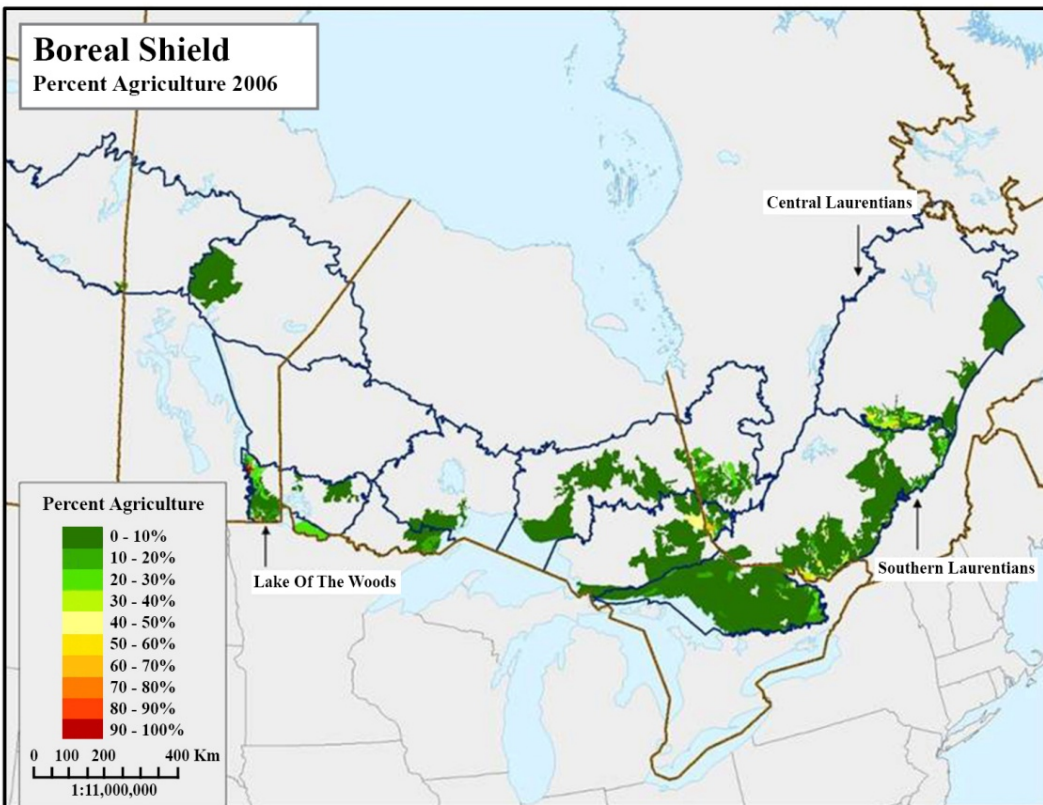 Boreal Shield
Percent Agriculture 2006
Central Laurentians
Percent Agriculture
0 - 10%
10 - 20%
20 - 30%
30 - 40%
40 - 50%
50 - 60%
60 - 70%
70 - 80%
80 - 90%
90 - 100%
0 100 200 400 Km
1:11,000,000
Lake Of The Woods
Southern Laurentians